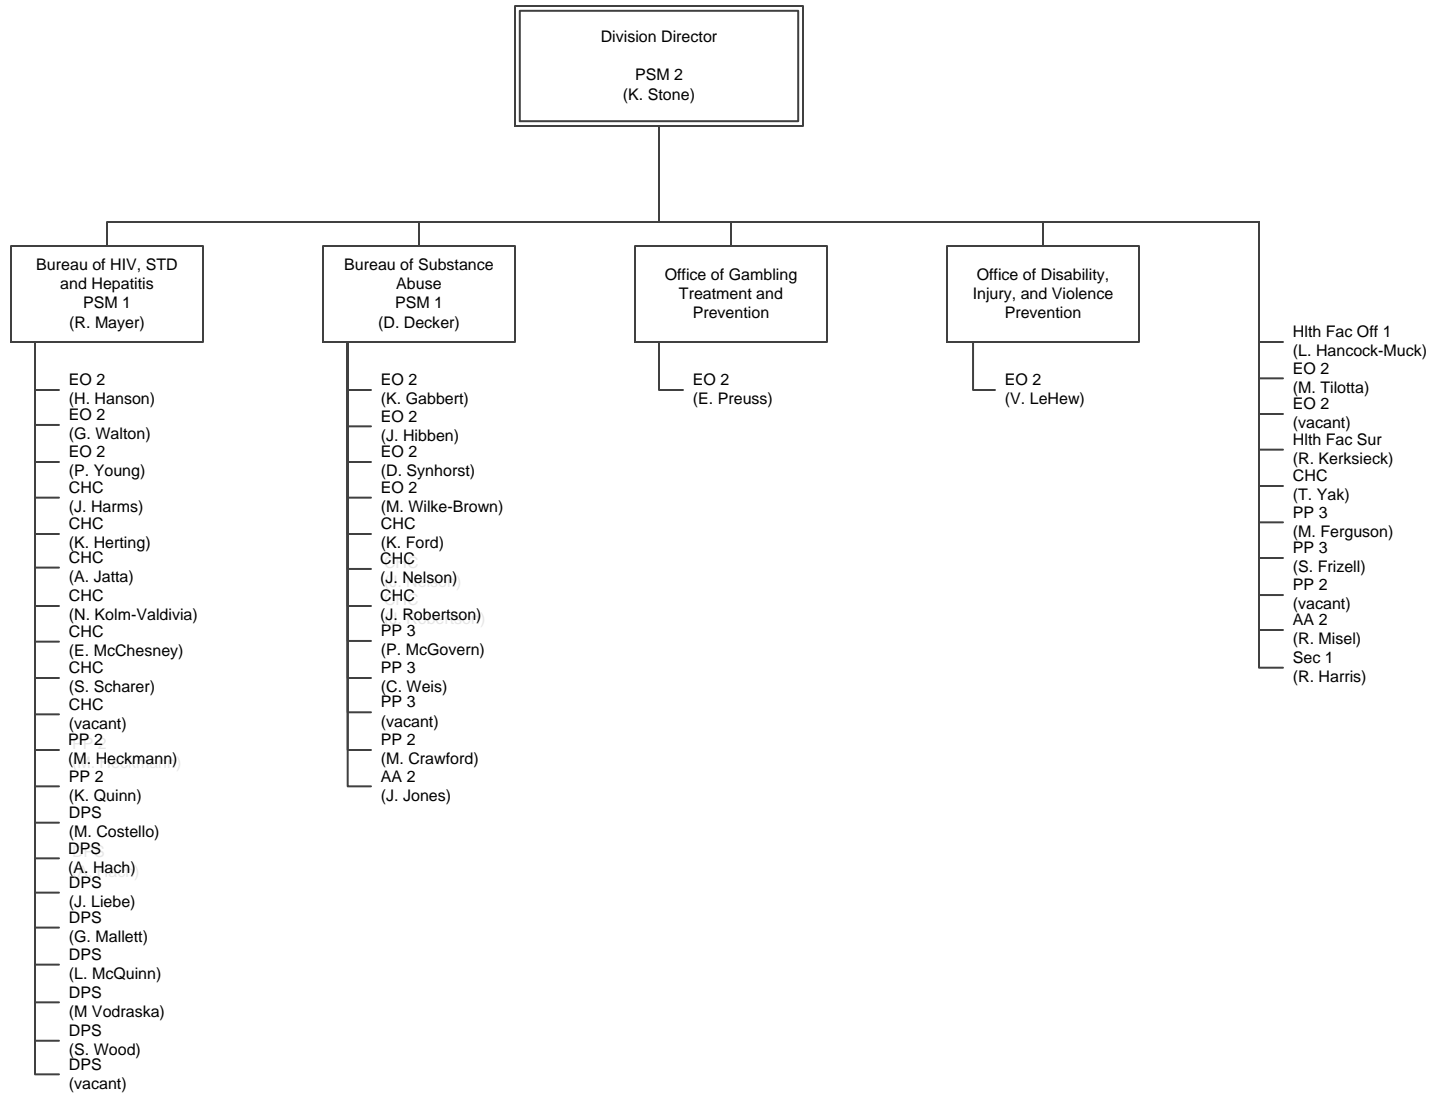 Division Director
PSM 2
(K. Stone)
Bureau of HIV, STD
and Hepatitis
PSM 1
(R. Mayer)
EO 2
(H. Hanson)
EO 2
(G. Walton)
EO 2
(P. Young)
CHC
(J. Harms)
CHC
(K. Herting)
CHC
(A. Jatta)
CHC
(N. Kolm-Valdivia)
CHC
(E. McChesney)
CHC
(S. Scharer)
CHC
(vacant)
PP 2
(M. Heckmann)
PP 2
(K. Quinn)
DPS
(M. Costello)
DPS
(A. Hach)
DPS
(J. Liebe)
DPS
(G. Mallett)
DPS
(L. McQuinn)
DPS
(M Vodraska)
DPS
(S. Wood)
DPS
(vacant)
Bureau of Substance
Abuse
PSM 1
(D. Decker)
EO 2
(K. Gabbert)
EO 2
(J. Hibben)
EO 2
(D. Synhorst)
EO 2
(M. Wilke-Brown)
CHC
(K. Ford)
CHC
(J. Nelson)
CHC
(J. Robertson)
PP 3
(P. McGovern)
PP 3
(C. Weis)
PP 3
(vacant)
PP 2
(M. Crawford)
AA 2
(J. Jones)
Office of Gambling
Treatment and
Prevention
EO 2
(E. Preuss)
Office of Disability,
Injury, and Violence
Prevention
EO 2
(V. LeHew)
Hlth Fac Off 1
(L. Hancock-Muck)
EO 2
(M. Tilotta)
EO 2
(vacant)
Hlth Fac Sur
(R. Kerksieck)
CHC
(T. Yak)
PP 3
(M. Ferguson)
PP 3
(S. Frizell)
PP 2
(vacant)
AA 2
(R. Misel)
Sec 1
(R. Harris)